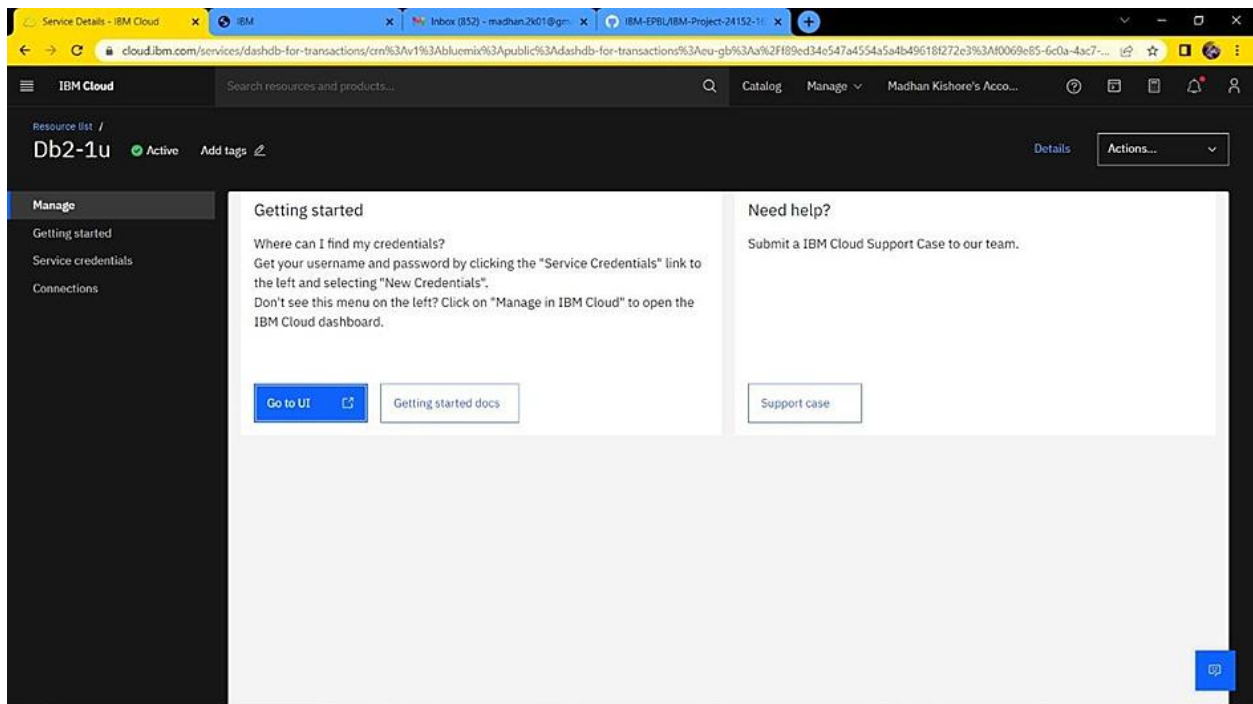 Service Details - IBM Cloud
IBM
Inbox (852) - madhan.2k01@gm
IBM-EPBL/IBM-Project-24152-16
cloud.ibm.com/services/dashdb-for-transactions/crn%3Av1%3Abluemix%3Apublic%3Adashdb-for-transactions%3Aeu-gb%3Aa%2Ff89ed34e547a4554a5a4b49618f272e3%3Af0069e85-6c0a-4ac7-...
IBM Cloud
Search resources and products...
Catalog
Manage
Madhan Kishore's Acco...
Resource list /
Db2-1u
Active
Add tags
Details
Actions...
Manage
Getting started
Service credentials
Connections
Getting started
Where can I find my credentials?
Get your username and password by clicking the "Service Credentials" link to
the left and selecting "New Credentials".
Don't see this menu on the left? Click on "Manage in IBM Cloud" to open the
IBM Cloud dashboard.
Go to UI
Getting started docs
Need help?
Submit a IBM Cloud Support Case to our team.
Support case